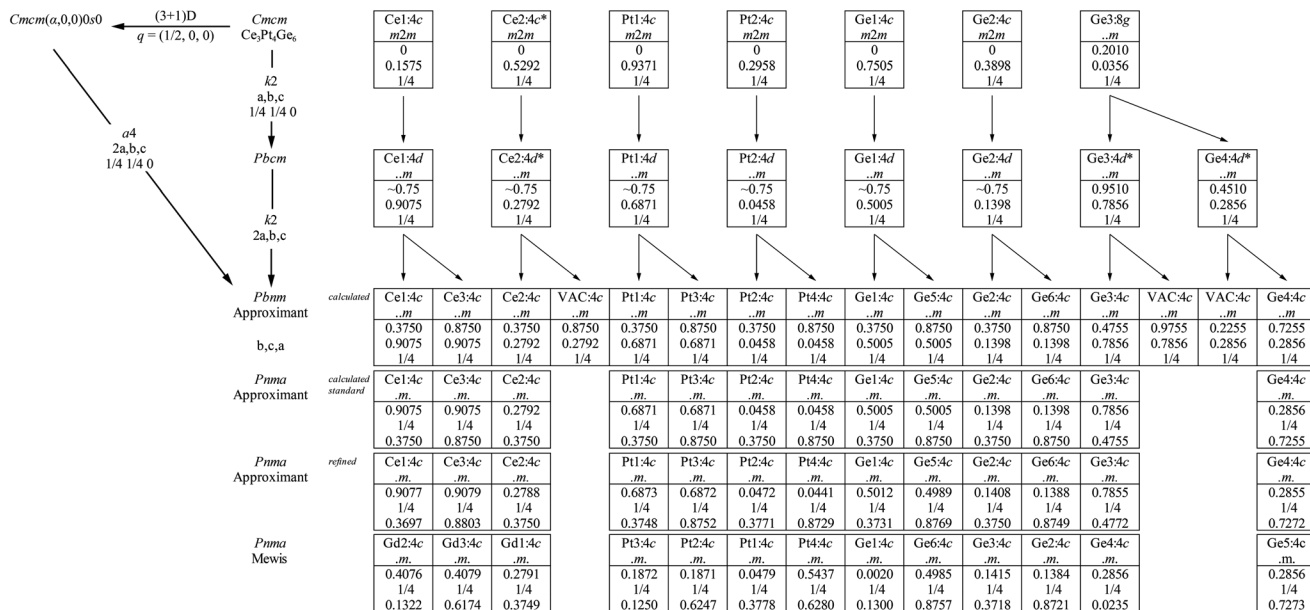 Cmcm(α,0,0)0s0
(3+1)D
q = (1/2, 0, 0)
Cmcm
Ce3Pt4Ge6
Ce1:4c Ce2:4c* Pt1:4c Pt2:4c Ge1:4c Ge2:4c Ge3:8g
m2m m2m m2m m2m m2m m2m ..m
0 0 0 0 0 0 0.2010
0.1575 0.5292 0.9371 0.2958 0.7505 0.3898 0.0356
1/4 1/4 1/4 1/4 1/4 1/4 1/4
k2
a,b,c
1/4 1/4 0
a4
2a,b,c
1/4 1/4 0
Pbcm
Ce1:4d Ce2:4d* Pt1:4d Pt2:4d Ge1:4d Ge2:4d Ge3:4d* Ge4:4d*
..m ..m ..m ..m ..m ..m ..m ..m
~0.75 ~0.75 ~0.75 ~0.75 ~0.75 ~0.75 0.9510 0.4510
0.9075 0.2792 0.6871 0.0458 0.5005 0.1398 0.7856 0.2856
1/4 1/4 1/4 1/4 1/4 1/4 1/4 1/4
k2
2a,b,c
Pbnm calculated Ce1:4c Ce3:4c Ce2:4c VAC:4c Pt1:4c Pt3:4c Pt2:4c Pt4:4c Ge1:4c Ge5:4c Ge2:4c Ge6:4c Ge3:4c VAC:4c VAC:4c Ge4:4c
Approximant ..m ..m ..m ..m ..m ..m ..m ..m ..m ..m ..m ..m ..m ..m ..m ..m
0.3750 0.8750 0.3750 0.8750 0.3750 0.8750 0.3750 0.8750 0.3750 0.8750 0.3750 0.8750 0.4755 0.9755 0.2255 0.7255
b,c,a 0.9075 0.9075 0.2792 0.2792 0.6871 0.6871 0.0458 0.0458 0.5005 0.5005 0.1398 0.1398 0.7856 0.7856 0.2856 0.2856
1/4 1/4 1/4 1/4 1/4 1/4 1/4 1/4 1/4 1/4 1/4 1/4 1/4 1/4 1/4 1/4
Pnma calculated Ce1:4c Ce3:4c Ce2:4c Pt1:4c Pt3:4c Pt2:4c Pt4:4c Ge1:4c Ge5:4c Ge2:4c Ge6:4c Ge3:4c Ge4:4c
Approximant standard .m. .m. .m. .m. .m. .m. .m. .m. .m. .m. .m. .m. .m.
0.9075 0.9075 0.2792 0.6871 0.6871 0.0458 0.0458 0.5005 0.5005 0.1398 0.1398 0.7856 0.2856
1/4 1/4 1/4 1/4 1/4 1/4 1/4 1/4 1/4 1/4 1/4 1/4 1/4
0.3750 0.8750 0.3750 0.3750 0.8750 0.3750 0.8750 0.3750 0.8750 0.3750 0.8750 0.4755 0.7255
Pnma refined Ce1:4c Ce3:4c Ce2:4c Pt1:4c Pt3:4c Pt2:4c Pt4:4c Ge1:4c Ge5:4c Ge2:4c Ge6:4c Ge3:4c Ge4:4c
Approximant .m. .m. .m. .m. .m. .m. .m. .m. .m. .m. .m. .m. .m.
0.9077 0.9079 0.2788 0.6873 0.6872 0.0472 0.0441 0.5012 0.4989 0.1408 0.1388 0.7855 0.2855
1/4 1/4 1/4 1/4 1/4 1/4 1/4 1/4 1/4 1/4 1/4 1/4 1/4
0.3697 0.8803 0.3750 0.3748 0.8752 0.3771 0.8729 0.3731 0.8769 0.3750 0.8749 0.4772 0.7272
Pnma Gd2:4c Gd3:4c Gd1:4c Pt3:4c Pt2:4c Pt1:4c Pt4:4c Ge1:4c Ge6:4c Ge3:4c Ge2:4c Ge4:4c Ge5:4c
Mewis .m. .m. .m. .m. .m. .m. .m. .m. .m. .m. .m. .m. .m.
0.4076 0.4079 0.2791 0.1872 0.1871 0.0479 0.5437 0.0020 0.4985 0.1415 0.1384 0.2856 0.2856
1/4 1/4 1/4 1/4 1/4 1/4 1/4 1/4 1/4 1/4 1/4 1/4 1/4
0.1322 0.6174 0.3749 0.1250 0.6247 0.3778 0.6280 0.1300 0.8757 0.3718 0.8721 0.0235 0.7273